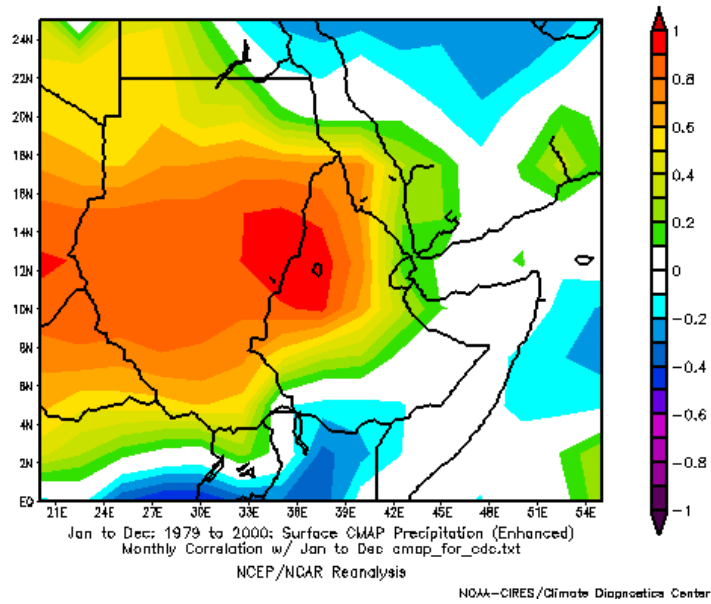 24N
22N
20N
18N
16N
14N
12N
10N
8N
6N
4N
2N
EQ
21E 24E 27E 30E 33E 36E 39E 42E 45E 48E 51E 54E
1
0.8
0.6
0.4
0.2
0
-0.2
-0.4
-0.6
-0.8
-1
Jan to Dec: 1979 to 2000: Surface CMAP Precipitation (Enhanced)
Monthly Correlation w/ Jan to Dec cmap_for_cdc.txt
NCEP/NCAR Reanalysis
NOAA-CIRES/Climate Diagnostics Center